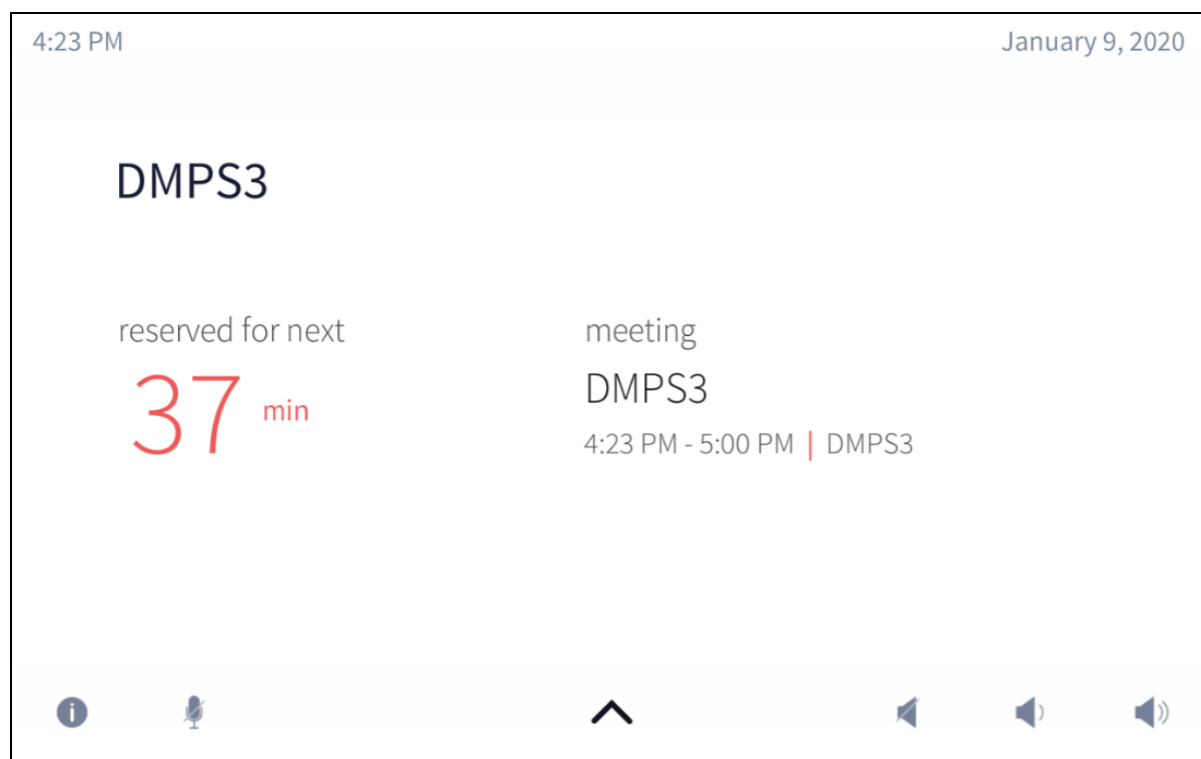 4:23 PM January 9, 2020
DMPS3
reserved for next meeting
37 min DMPS3
4:23 PM - 5:00 PM | DMPS3